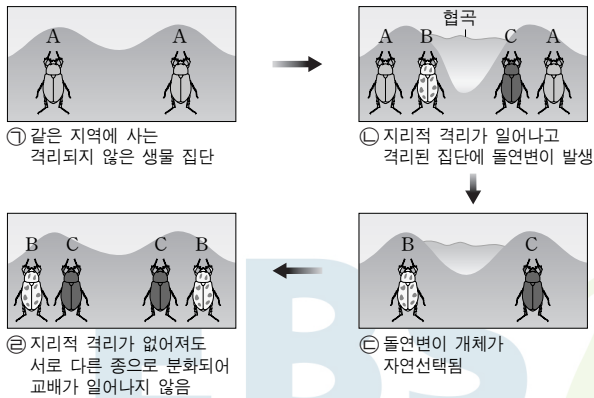 A A
㉠ 같은 지역에 사는
격리되지 않은 생물 집단
협곡
A B C A
㉡ 지리적 격리가 일어나고
격리된 집단에 돌연변이 발생
B C
㉢ 돌연변이 개체가
자연선택됨
B C C B
㉣ 지리적 격리가 없어져도
서로 다른 종으로 분화되어
교배가 일어나지 않음
EBS